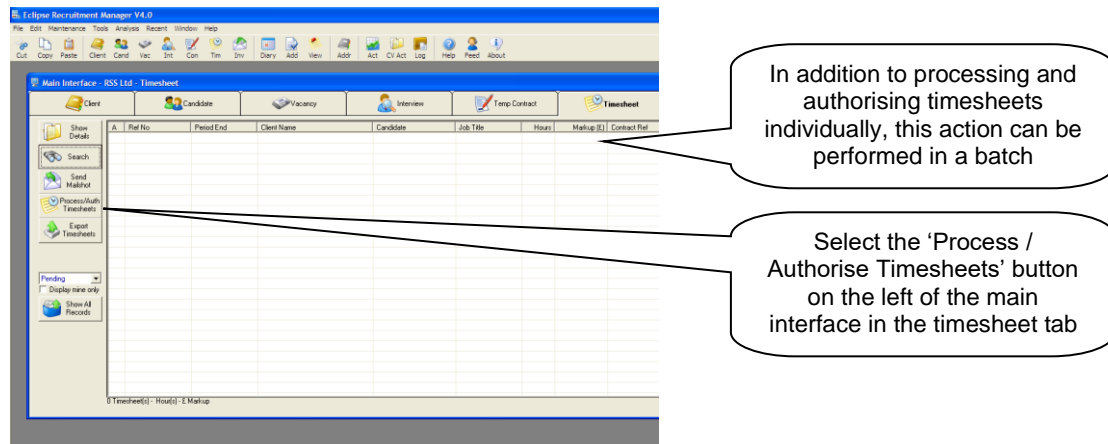 Eclipse Recruitment Manager V4.0
File Edit Maintenance Tools Analysis Recent Window Help
Cut Copy Paste Client Cand Vac Int Con Tim Inv Diary Add View Addr Act CV Act Log Help Feed About
Main Interface - RSS Ltd - Timesheet
Client Candidate Vacancy Interview Temp Contract Timesheet
A Ref No Period End Client Name Candidate Job Title Hours Markup (E) Contract Ref
Show
Details
Search
Send
Mailshot
Process/Auth
Timesheets
Export
Timesheets
Pending
Display mine only
Show All
Records
0 Timesheet(s) - Hour(s) - £ Markup
In addition to processing and
authorising timesheets
individually, this action can be
performed in a batch
Select the ‘Process /
Authorise Timesheets’ button
on the left of the main
interface in the timesheet tab